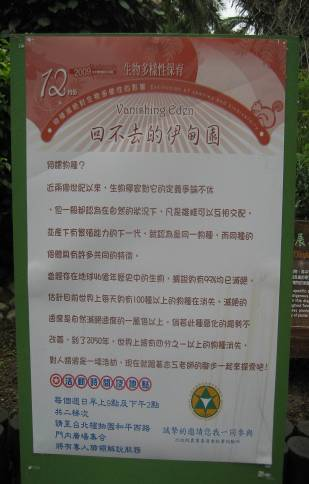 12月份
2009
生物多樣性保育
Vanishing Eden
回不去的伊甸園
何謂物種？
近兩個世紀以來，生物學家對它的定義爭論不休
，但一般都認為在自然的狀況下，凡是雌雄可以互相交配，
並產下有繁殖能力的下一代，就認為是同一物種，而同種的
個體具有許多共同的特徵。
曾經存在地球46億年歷史中的生物，據說約有99%均已滅絕，
估計目前世界上每天約有100種以上的物種在消失，滅絕的
速度是自然滅絕速度的一萬倍以上，倘若此種惡化的趨勢不
改善，到了2050年，世界上將有四分之一以上的物種消失，
對人類將是一場浩劫，現在就跟著志工老師的腳步一起來探索吧！
活動時間及地點
每個週日早上9點及下午2點
共二梯次
請至台北植物園和平西路
門內廣場集合
將有專人帶領解說服務
誠摯的邀請您我一同參與